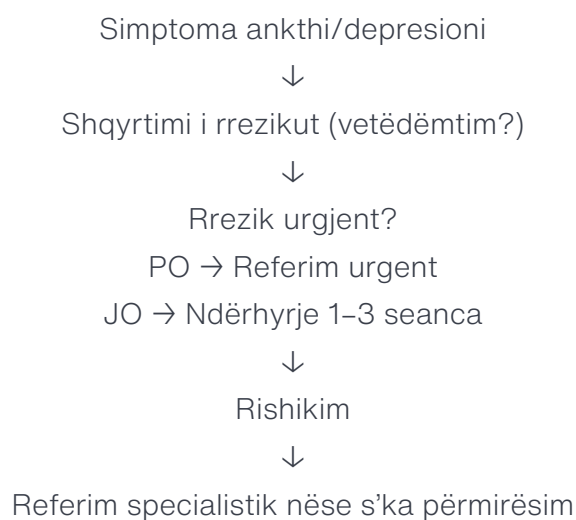 Simptoma ankthi/depresioni
↓
Shqyrtimi i rrezikut (vetëdëmtim?)
↓
Rrezik urgjent?
PO → Referim urgent
JO → Ndërhyrje 1–3 seanca
↓
Rishikim
↓
Referim specialistik nëse s’ka përmirësim